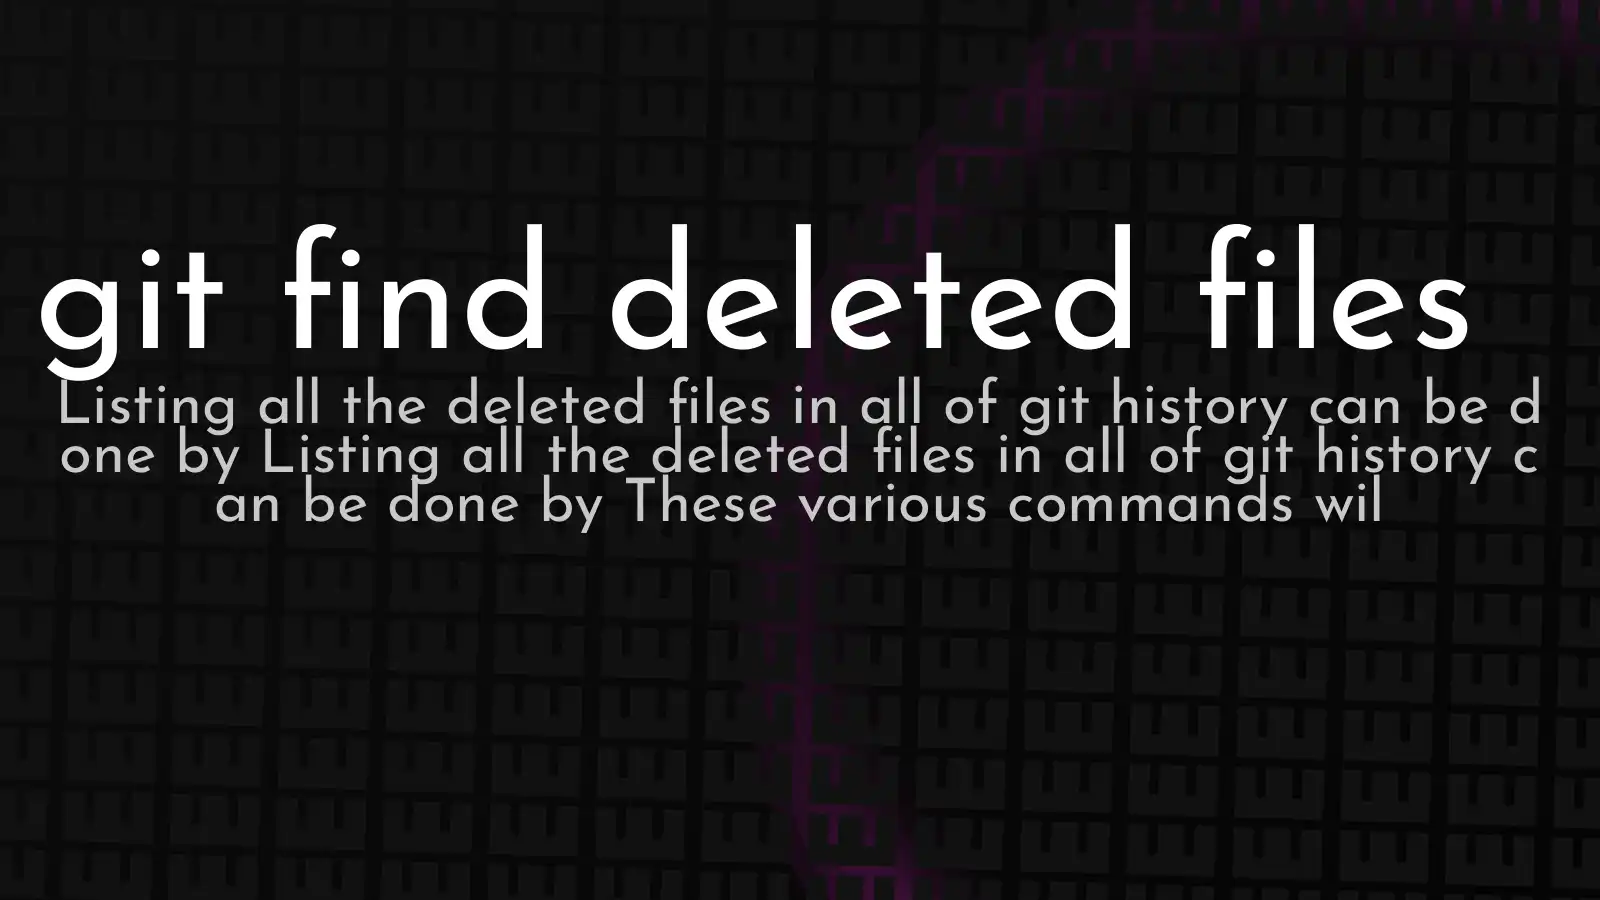 git find deleted files
Listing all the deleted files in all of git history can be d
one by Listing all the deleted files in all of git history c
an be done by These various commands wil